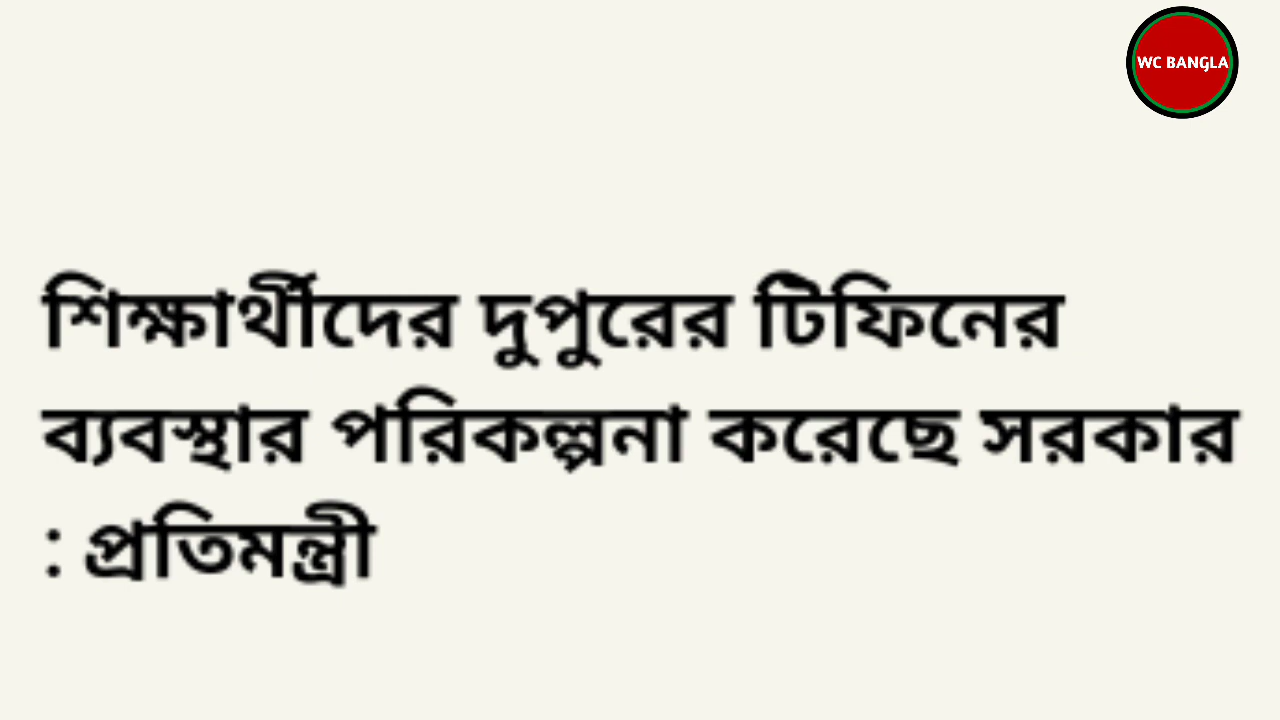 WC BANGLA
শিক্ষার্থীদের দুপুরের টিফিনের
ব্যবস্থার পরিকল্পনা করেছে সরকার
: প্রতিমন্ত্রী